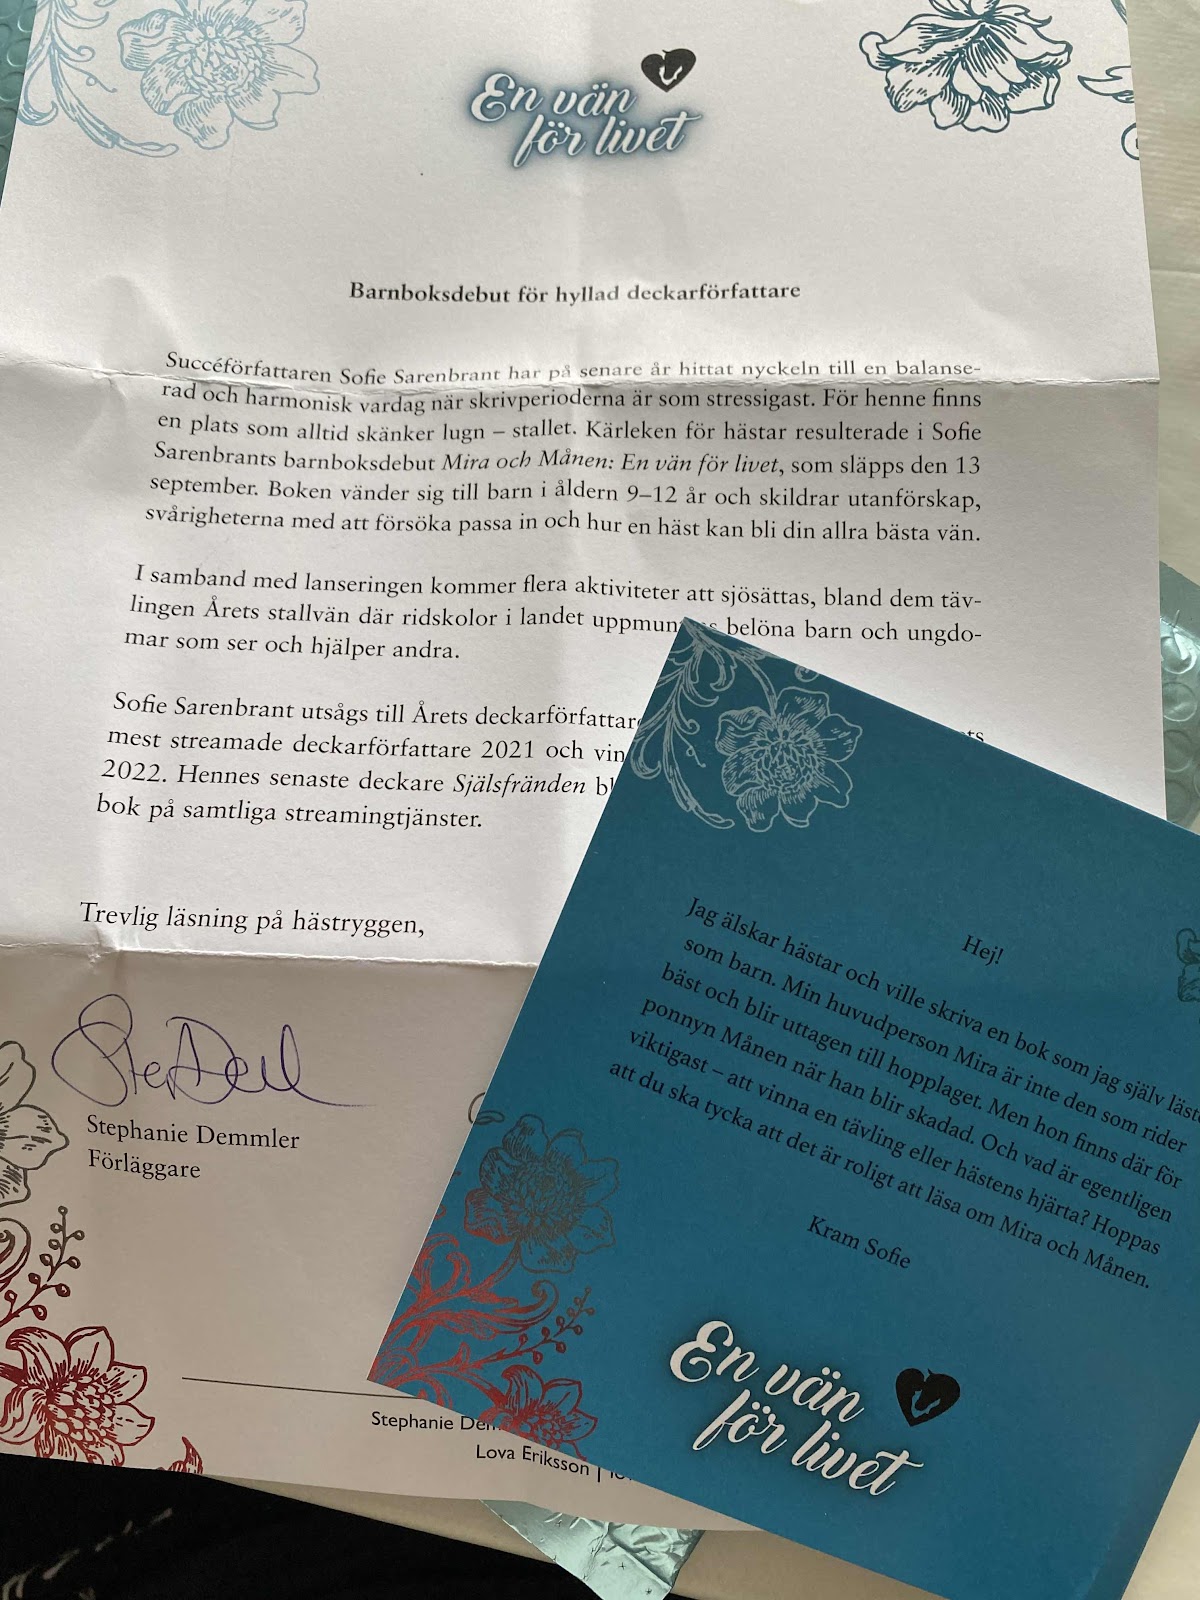 En vän
för livet
Barnboksdebut för hyllad deckarförfattare
Succéförfattaren Sofie Sarenbrant har på senare år hittat nyckeln till en balanse-
rad och harmonisk vardag när skrivperioderna är som stressigast. För henne finns
en plats som alltid skänker lugn – stallet. Kärleken för hästar resulterade i Sofie
Sarenbrants barnboksdebut Mira och Månen: En vän för livet, som släpps den 13
september. Boken vänder sig till barn i åldern 9–12 år och skildrar utanförskap,
svårigheterna med att försöka passa in och hur en häst kan bli din allra bästa vän.
I samband med lanseringen kommer flera aktiviteter att sjösättas, bland dem täv-
lingen Årets stallvän där ridskolor i landet belöna barn och ungdo-
mar som ser och hjälper andra.
Sofie Sarenbrant utsågs till Årets
mest streamade deckarförfattare 2021 och
2022. Hennes senaste deckare Själsfränden
bok på samtliga streamingtjänster.
Trevlig läsning på hästryggen,
Stephanie Demmler
Förläggare
Stephanie
Lova Eriksson |
Hej!
Jag älskar hästar och ville skriva en bok som jag själv
som barn. Min huvudperson Mira är inte den som rider
bäst och blir uttagen till hopplaget. Men hon finns där för
ponnyn Månen när han blir skadad. Och vad är egentligen
viktigast – att vinna en tävling eller hästens hjärta? Hoppas
att du ska tycka att det är roligt att läsa om Mira och Månen.
Kram Sofie
En vän
för livet